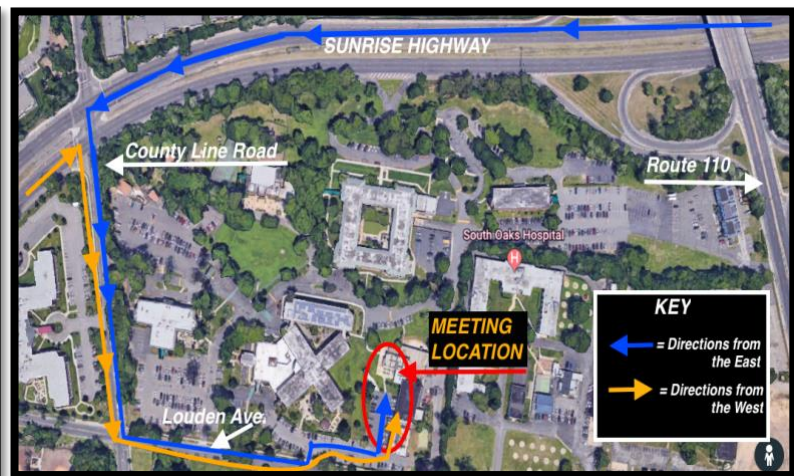 SUNRISE HIGHWAY
County Line Road
Route 110
South Oaks Hospital
H
MEETING
LOCATION
KEY
= Directions from
the East
= Directions from
the West
Louden Ave.